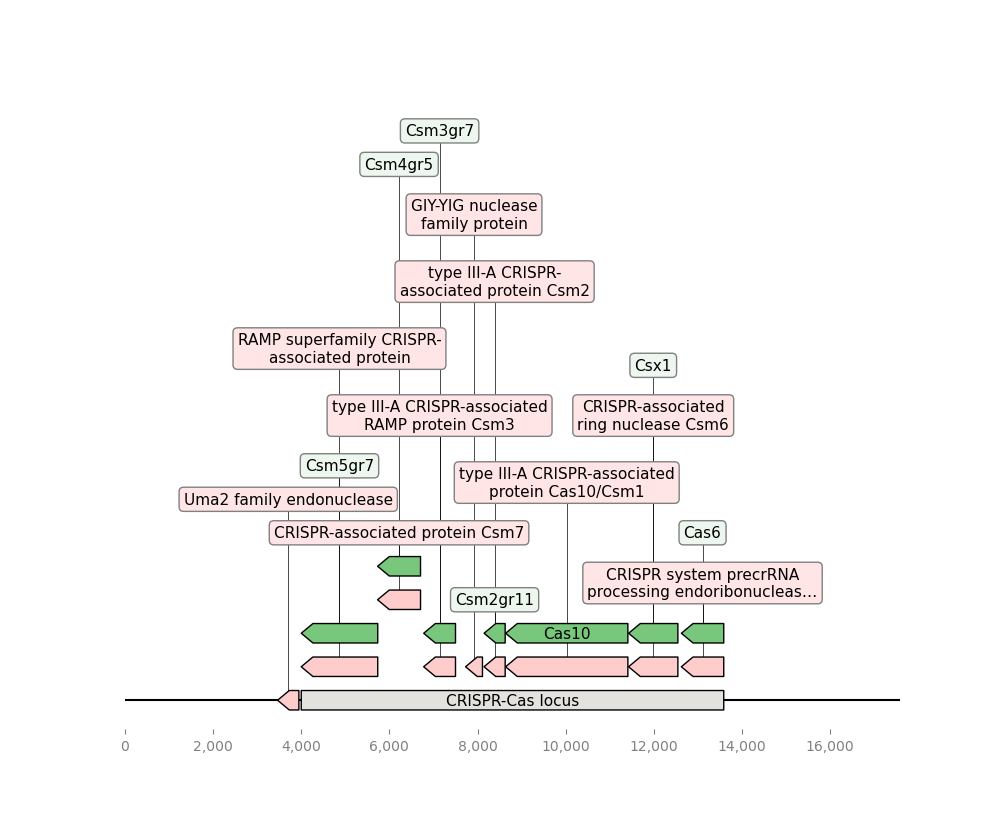 Csm3gr7
Csm4gr5
GIY-YIG nuclease
family protein
type III-A CRISPR-
associated protein Csm2
RAMP superfamily CRISPR-
associated protein
Csx1
type III-A CRISPR-associated
RAMP protein Csm3
CRISPR-associated
ring nuclease Csm6
Csm5gr7
type III-A CRISPR-associated
protein Cas10/Csm1
Uma2 family endonuclease
CRISPR-associated protein Csm7
Cas6
CRISPR system precrRNA
processing endoribonucleas…
Csm2gr11
Cas10
CRISPR-Cas locus
0 2,000 4,000 6,000 8,000 10,000 12,000 14,000 16,000